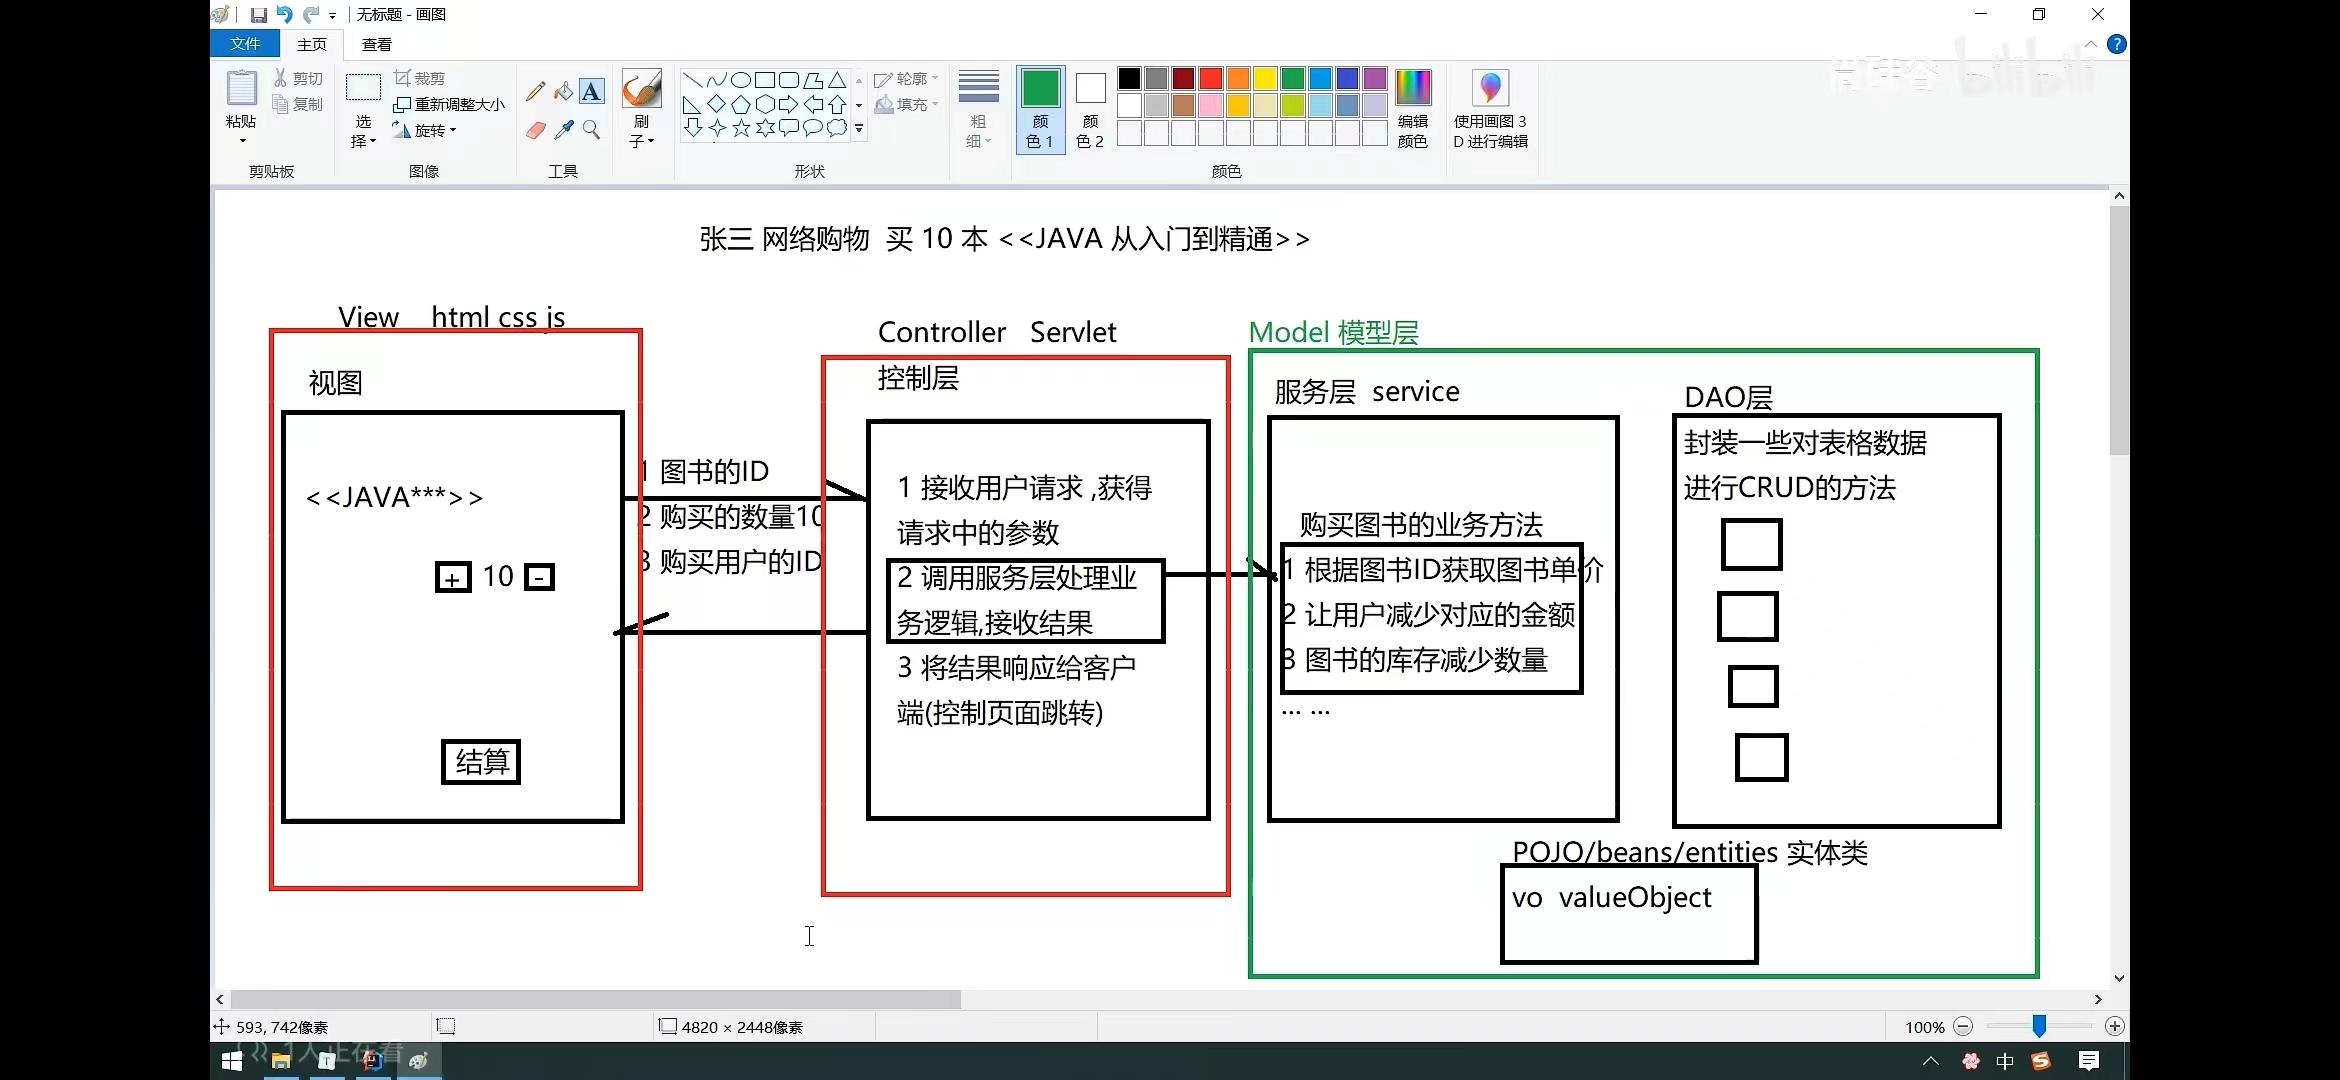 无标题 - 画图
文件 主页 查看
粘贴
剪切
复制
剪贴板
选择
裁剪
重新调整大小
旋转
图像
A
工具
刷子
形状
轮廓
填充
粗细
颜色 1
颜色 2
颜色
编辑颜色
使用画图 3D 进行编辑
尚硅谷 bilibili
张三 网络购物 买 10 本 <<JAVA 从入门到精通>>
View html css js
视图
<<JAVA***>>
+ 10 -
结算
1 图书的ID
2 购买的数量10
3 购买用户的ID
Controller Servlet
控制层
1 接收用户请求 ,获得
请求中的参数
2 调用服务层处理业
务逻辑,接收结果
3 将结果响应给客户
端(控制页面跳转)
Model 模型层
服务层 service
购买图书的业务方法
1 根据图书ID获取图书单价
2 让用户减少对应的金额
3 图书的库存减少数量
... ...
DAO层
封装一些对表格数据
进行CRUD的方法
POJO/beans/entities 实体类
vo valueObject
593, 742像素
4820 × 2448像素
100%
1人正在看
中